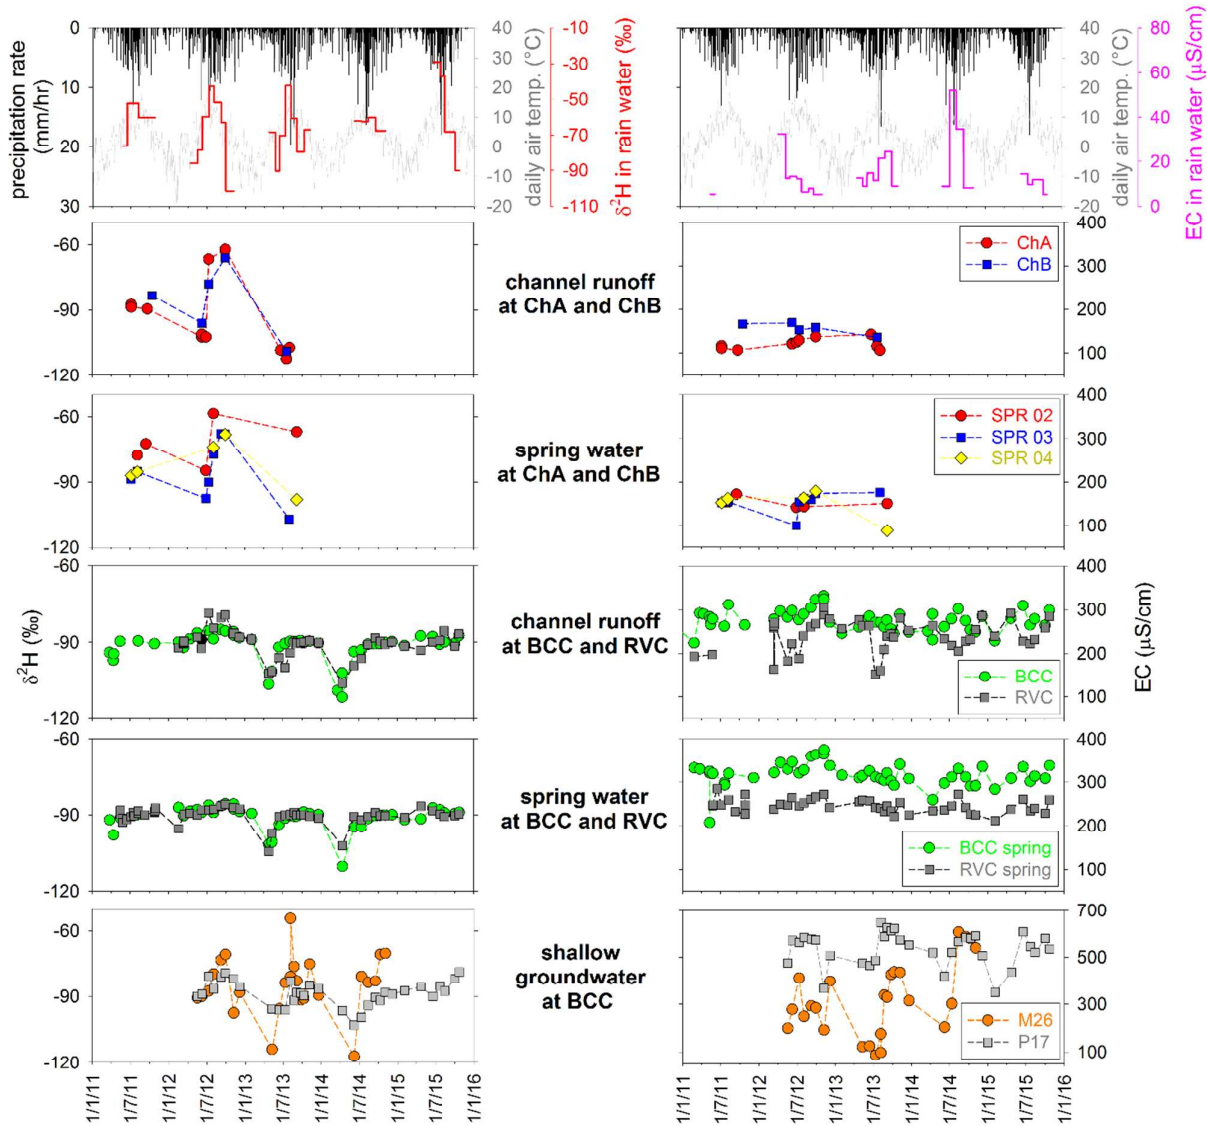 0
10
20
30
precipitation rate
(mm/hr)
40
30
20
10
0
-10
-20
daily air temp. (°C)
-10
-30
-50
-70
-90
-110
δ²H in rain water (‰)
40
30
20
10
0
-10
-20
daily air temp. (°C)
80
60
40
20
0
EC in rain water (µS/cm)
-60
-90
-120
channel runoff
at ChA and ChB
ChA
ChB
400
300
200
100
-60
-90
-120
spring water
at ChA and ChB
SPR 02
SPR 03
SPR 04
400
300
200
100
δ²H (‰)
-60
-90
-120
channel runoff
at BCC and RVC
BCC
RVC
400
300
200
100
EC (µS/cm)
-60
-90
-120
spring water
at BCC and RVC
BCC spring
RVC spring
400
300
200
100
-60
-90
-120
shallow
groundwater
at BCC
M26
P17
700
500
300
100
1/1/11
1/7/11
1/1/12
1/7/12
1/1/13
1/7/13
1/1/14
1/7/14
1/1/15
1/7/15
1/1/16
1/1/11
1/7/11
1/1/12
1/7/12
1/1/13
1/7/13
1/1/14
1/7/14
1/1/15
1/7/15
1/1/16